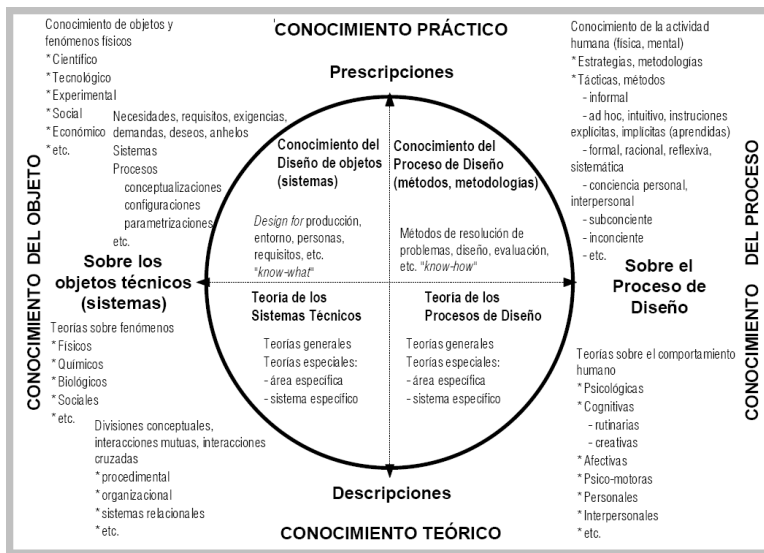 CONOCIMIENTO PRÁCTICO
Prescripciones
Conocimiento de objetos y
fenómenos físicos
* Científico
* Tecnológico
* Experimental
* Social
* Económico
* etc.
Necesidades, requisitos, exigencias,
demandas, deseos, anhelos
Sistemas
Procesos
conceptualizaciones
configuraciones
parametrizaciones
etc.
Conocimiento de la actividad
humana (física, mental)
* Estrategias, metodologías
* Tácticas, métodos
- informal
- ad hoc, intuitivo, instruciones
explícitas, implícitas (aprendidas)
- formal, racional, reflexiva,
sistemática
- conciencia personal,
interpersonal
- subconciente
- inconciente
- etc.
Conocimiento del
Diseño de objetos
(sistemas)
Design for producción,
entorno, personas,
requisitos, etc.
"know-what"
Conocimiento del
Proceso de Diseño
(métodos, metodologías)
Métodos de resolución de
problemas, diseño, evaluación,
etc. "know-how"
CONOCIMIENTO DEL OBJETO
Sobre los
objetos técnicos
(sistemas)
Sobre el
Proceso de
Diseño
CONOCIMIENTO DEL PROCESO
Teoría de los
Sistemas Técnicos
Teorías generales
Teorías especiales:
- área específica
- sistema específico
Teoría de los
Procesos de Diseño
Teorías generales
Teorías especiales:
- área específica
- sistema específico
Teorías sobre fenómenos
* Físicos
* Químicos
* Biológicos
* Sociales
* etc.
Divisiones conceptuales,
interacciones mutuas, interacciones
cruzadas
* procedimental
* organizacional
* sistemas relacionales
* etc.
Teorías sobre el comportamiento
humano
* Psicológicas
* Cognitivas
- rutinarias
- creativas
* Afectivas
* Psico-motoras
* Personales
* Interpersonales
* etc.
Descripciones
CONOCIMIENTO TEÓRICO